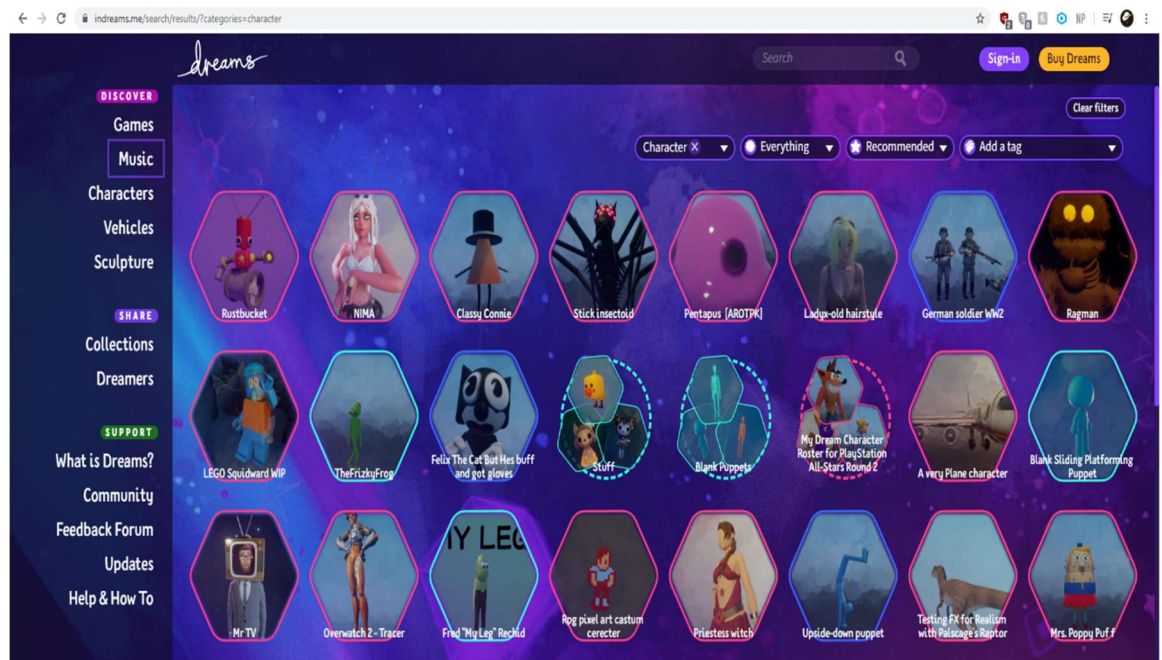 indreams.me/search/results/?categories=character
NP
dreams
Search
Sign-in
Buy Dreams
DISCOVER
Games
Music
Characters
Vehicles
Sculpture
SHARE
Collections
Dreamers
SUPPORT
What is Dreams?
Community
Feedback Forum
Updates
Help & How To
Clear filters
Character X
Everything
Recommended
Add a tag
Rustbucket
NIMA
Classy Connie
Stick insectoid
Pentapus [AROTPK]
Ladyx-old hairstyle
German soldier WW2
Ragman
LEGO Squidward WIP
TheFrizkyFrog
Felix The Cat But Hes buff
and got gloves
Stuff
Blank Puppets
My Dream Character
Roster for PlayStation
All-Stars Round 2
A very Plane character
Blank Sliding Platforming
Puppet
Mr TV
Overwatch 2 - Tracer
MY LEG
Fred "My Leg" Rechid
Rpg pixel art castum
cerecter
Priestess witch
Upside-down puppet
Testing FX for Realism
with Palscage's Raptor
Mrs. Poppy Puff